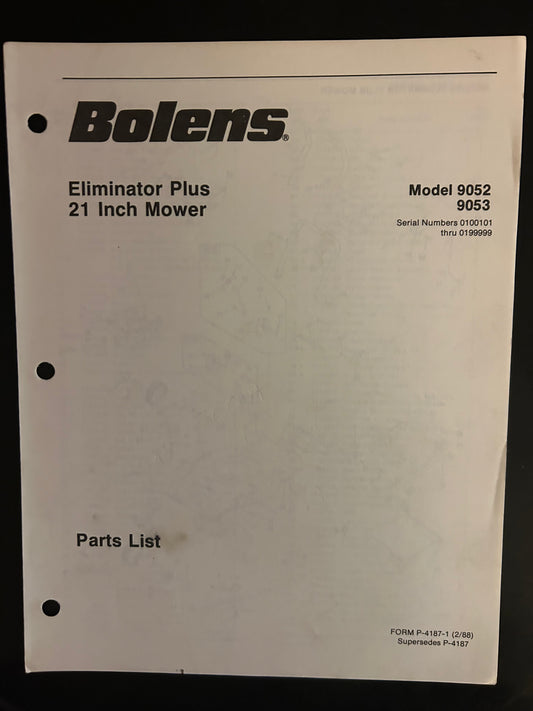 Bolens®
Eliminator Plus
21 Inch Mower
Model 9052
9053
Serial Numbers 0100101
thru 0199999
Parts List
FORM P-4187-1 (2/88)
Supersedes P-4187